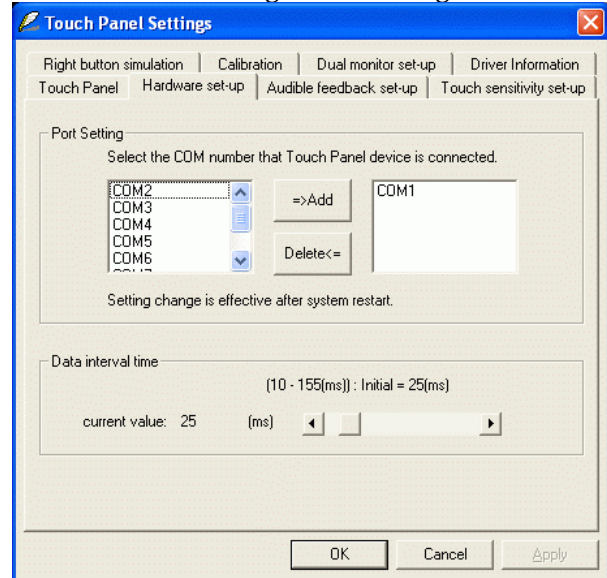 Touch Panel Settings
Right button simulation Calibration Dual monitor set-up Driver Information
Touch Panel Hardware set-up Audible feedback set-up Touch sensitivity set-up
Port Setting
Select the COM number that Touch Panel device is connected.
COM2 =>Add COM1
COM3
COM4
COM5 Delete<=
COM6
Setting change is effective after system restart.
Data interval time
(10 - 155(ms)) : Initial = 25(ms)
current value: 25 (ms)
OK Cancel Apply